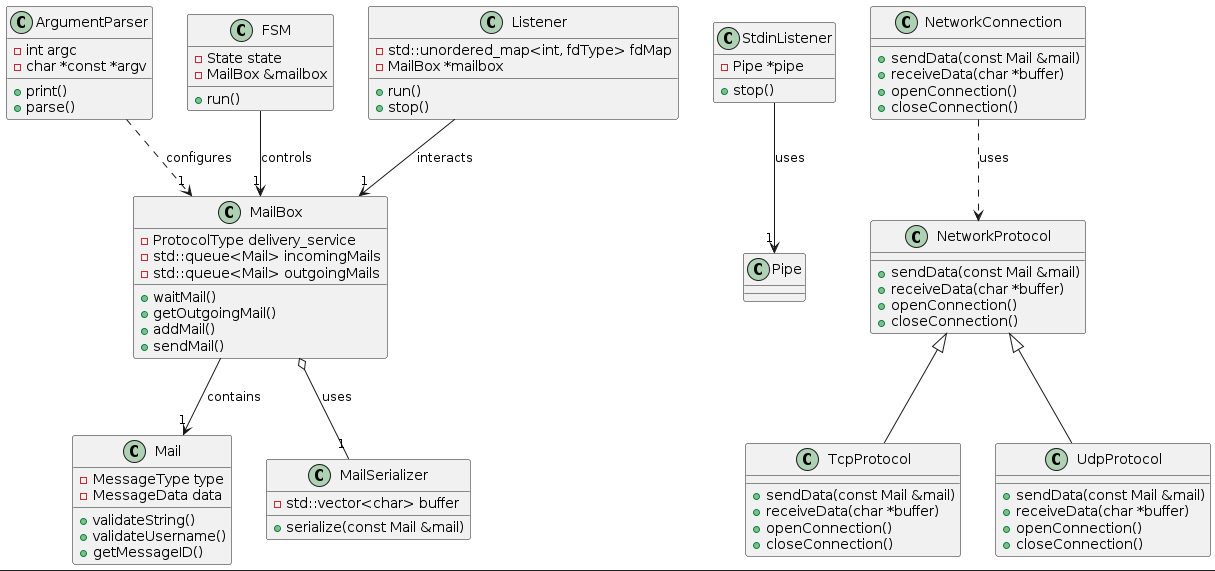 C ArgumentParser
int argc
char *const *argv
print()
parse()
C FSM
State state
MailBox &mailbox
run()
C Listener
std::unordered_map<int, fdType> fdMap
MailBox *mailbox
run()
stop()
C StdinListener
Pipe *pipe
stop()
C NetworkConnection
sendData(const Mail &mail)
receiveData(char *buffer)
openConnection()
closeConnection()
configures
1
controls
1
interacts
1
uses
1
uses
C MailBox
ProtocolType delivery_service
std::queue<Mail> incomingMails
std::queue<Mail> outgoingMails
waitMail()
getOutgoingMail()
addMail()
sendMail()
C Pipe
C NetworkProtocol
sendData(const Mail &mail)
receiveData(char *buffer)
openConnection()
closeConnection()
contains
1
uses
1
C Mail
MessageType type
MessageData data
validateString()
validateUsername()
getMessageID()
C MailSerializer
std::vector<char> buffer
serialize(const Mail &mail)
C TcpProtocol
sendData(const Mail &mail)
receiveData(char *buffer)
openConnection()
closeConnection()
C UdpProtocol
sendData(const Mail &mail)
receiveData(char *buffer)
openConnection()
closeConnection()